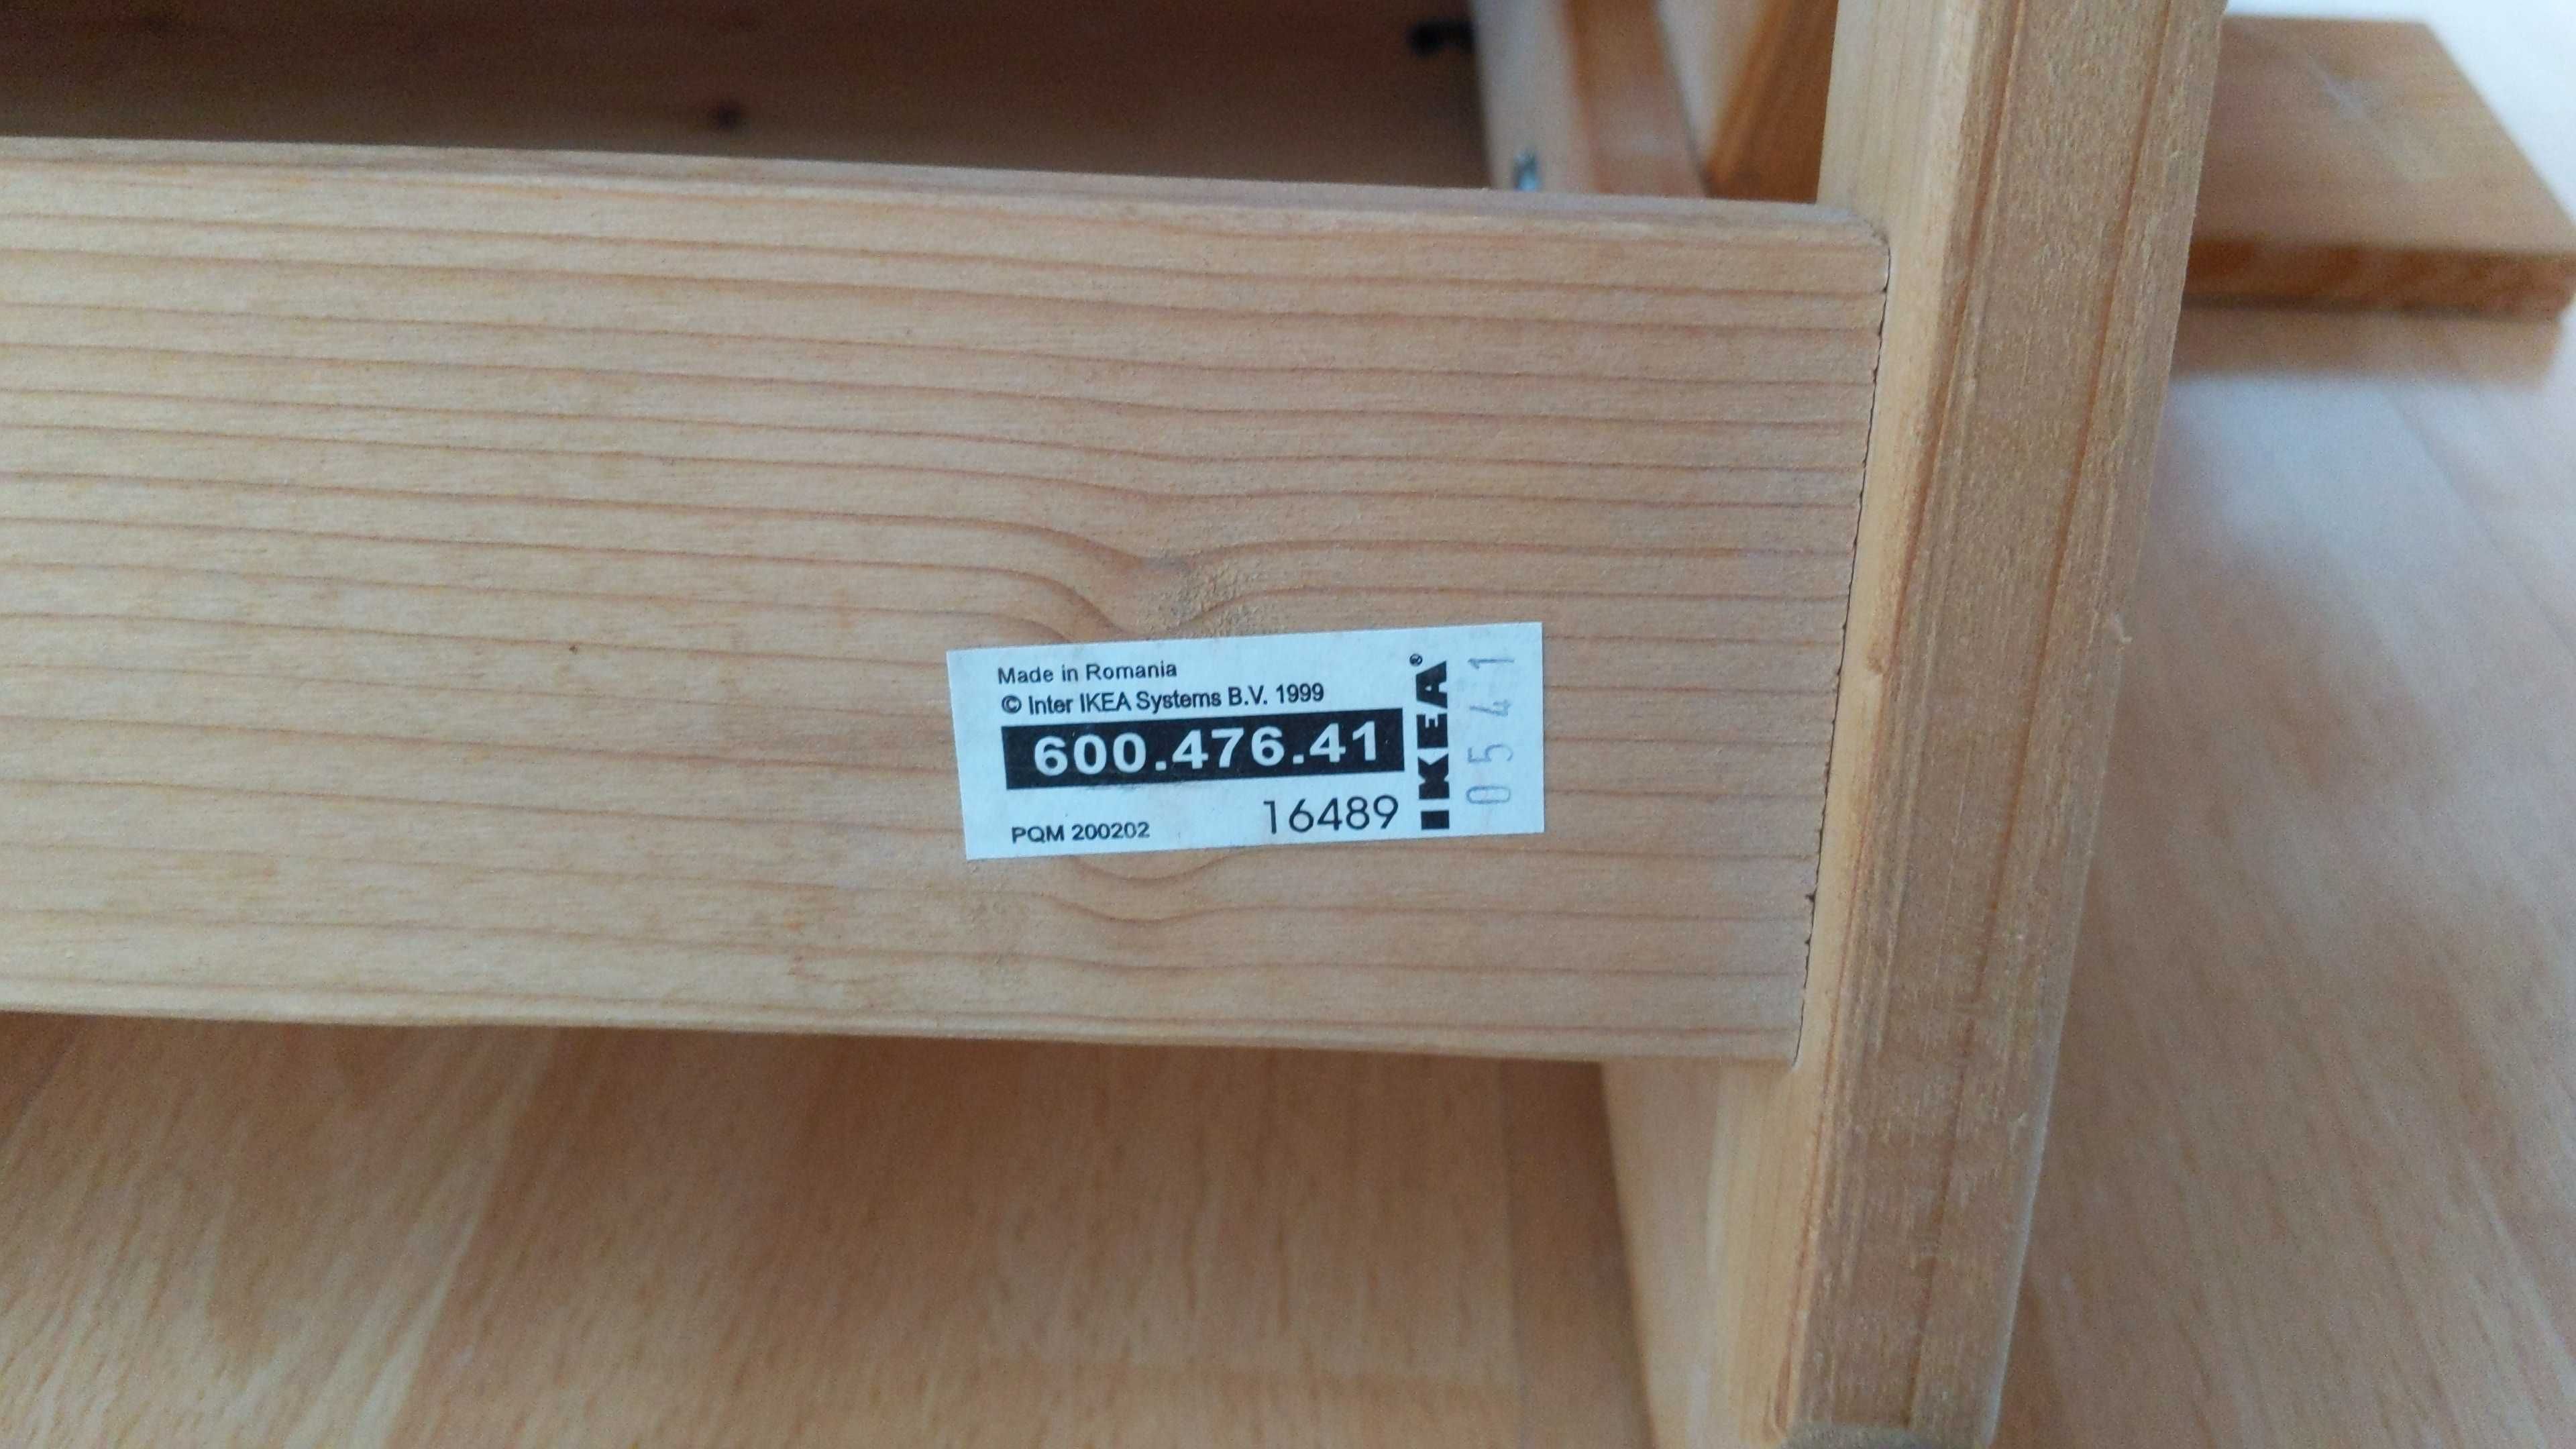 Made in Romania
© Inter IKEA Systems B.V. 1999
600.476.41
PQM 200202
16489
IKEA®
0541